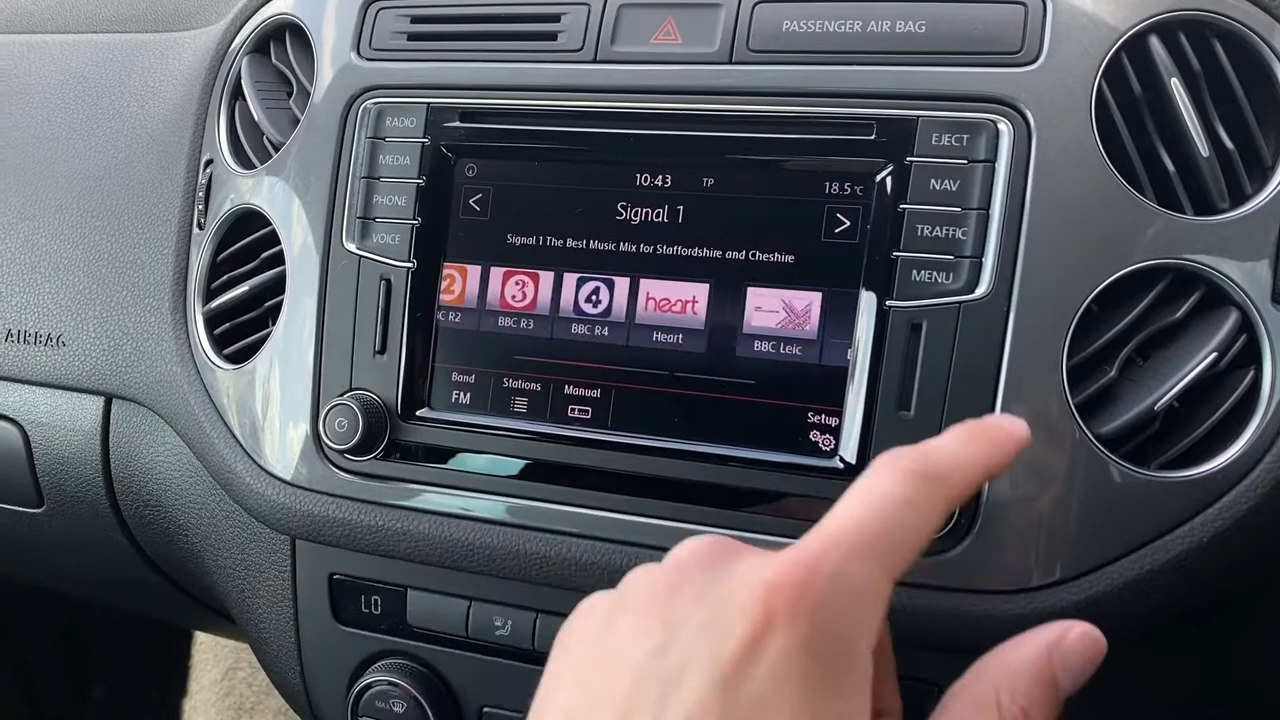 PASSENGER AIR BAG
RADIO
MEDIA
PHONE
VOICE
EJECT
NAV
TRAFFIC
MENU
10:43 TP 18.5°C
<
Signal 1
>
Signal 1 The Best Music Mix for Staffordshire and Cheshire
2
3
4
heart
C R2
BBC R3
BBC R4
Heart
BBC Leic
Band
FM
Stations
Manual
Setup
AIRBAG
LO
MAX